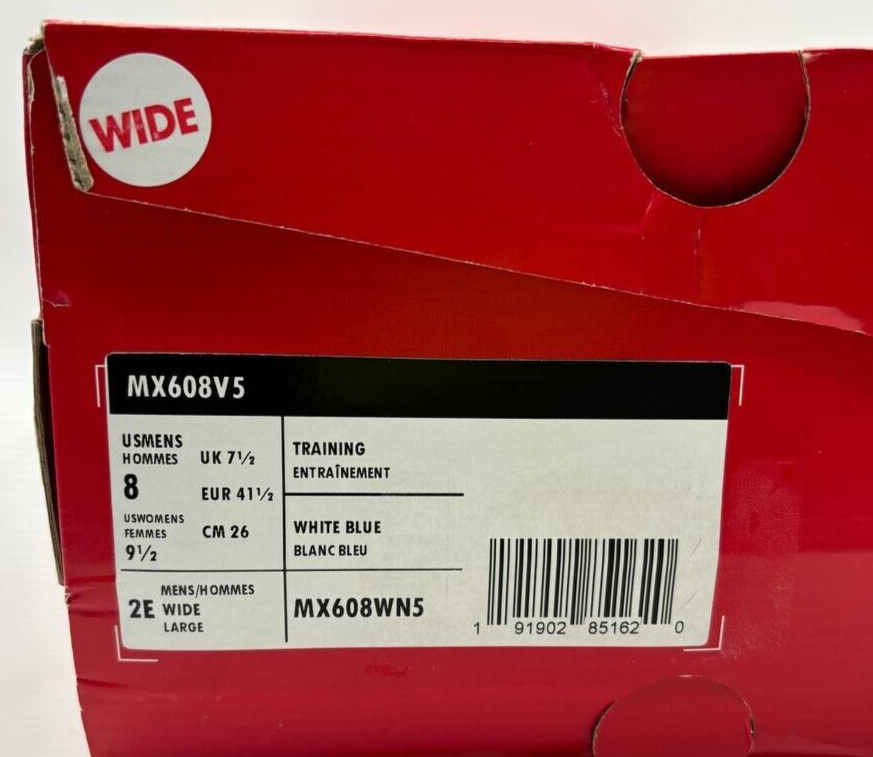 WIDE
MX608V5
USMENS
HOMMES
8
UK 7½
EUR 41½
USWOMENS
FEMMES
9½
CM 26
TRAINING
ENTRAÎNEMENT
WHITE BLUE
BLANC BLEU
2E
MENS/HOMMES
WIDE
LARGE
MX608WN5
1 91902 85162 0